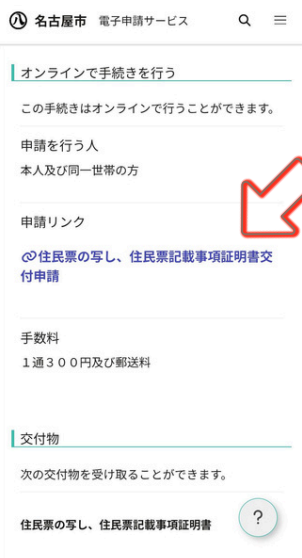 名古屋市 電子申請サービス
オンラインで手続きを行う
この手続きはオンラインで行うことができます。
申請を行う人
本人及び同一世帯の方
申請リンク
住民票の写し、住民票記載事項証明書交
付申請
手数料
１通３００円及び郵送料
交付物
次の交付物を受け取ることができます。
住民票の写し、住民票記載事項証明書
?